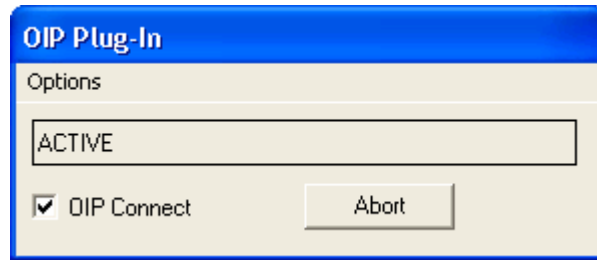 OIP Plug-In
Options
ACTIVE
OIP Connect
Abort